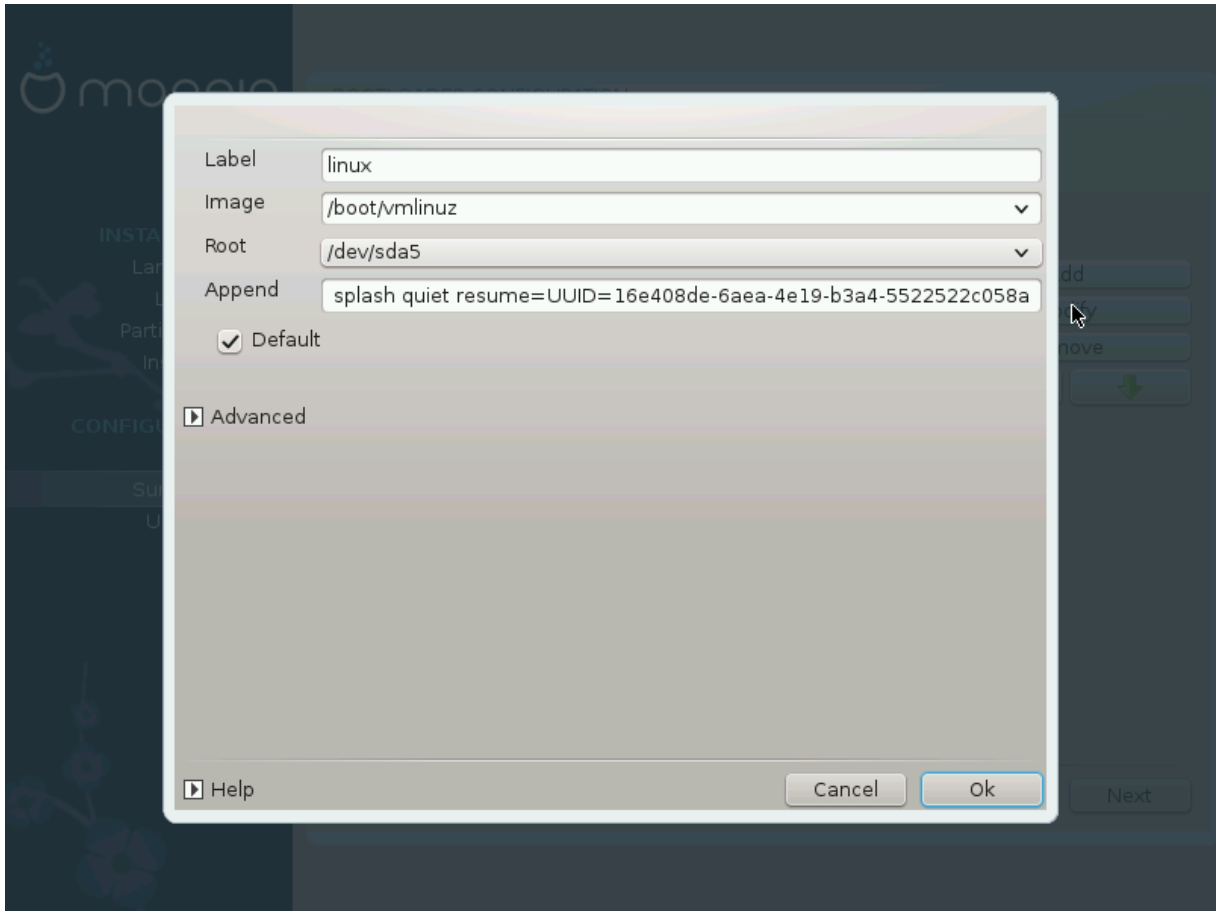 Label
linux
Image
/boot/vmlinuz
Root
/dev/sda5
Append
splash quiet resume=UUID=16e408de-6aea-4e19-b3a4-5522522c058a
Default
Advanced
Help
Cancel
Ok
Next